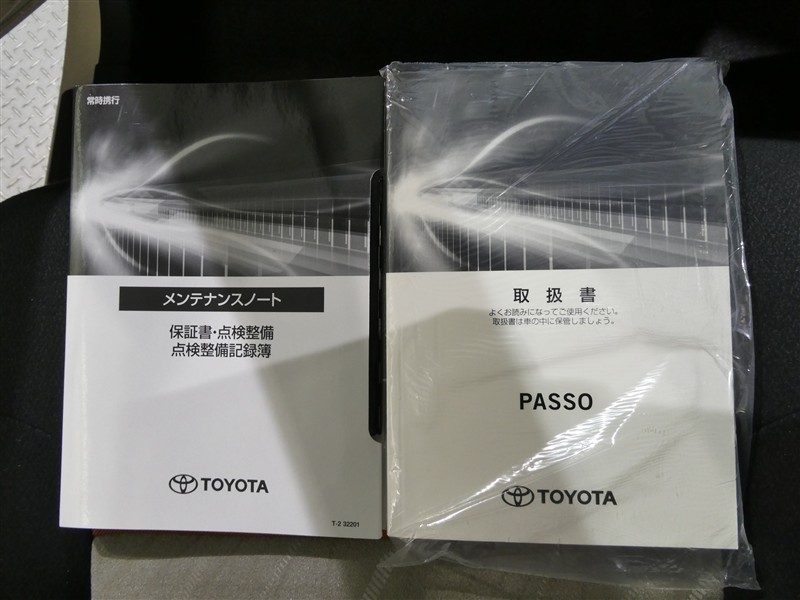 常時携行
メンテナンスノート
保証書・点検整備
点検整備記録簿
TOYOTA
T-2 32201
取扱書
よくお読みになってご使用ください。
取扱書は車の中に保管しましょう。
PASSO
TOYOTA